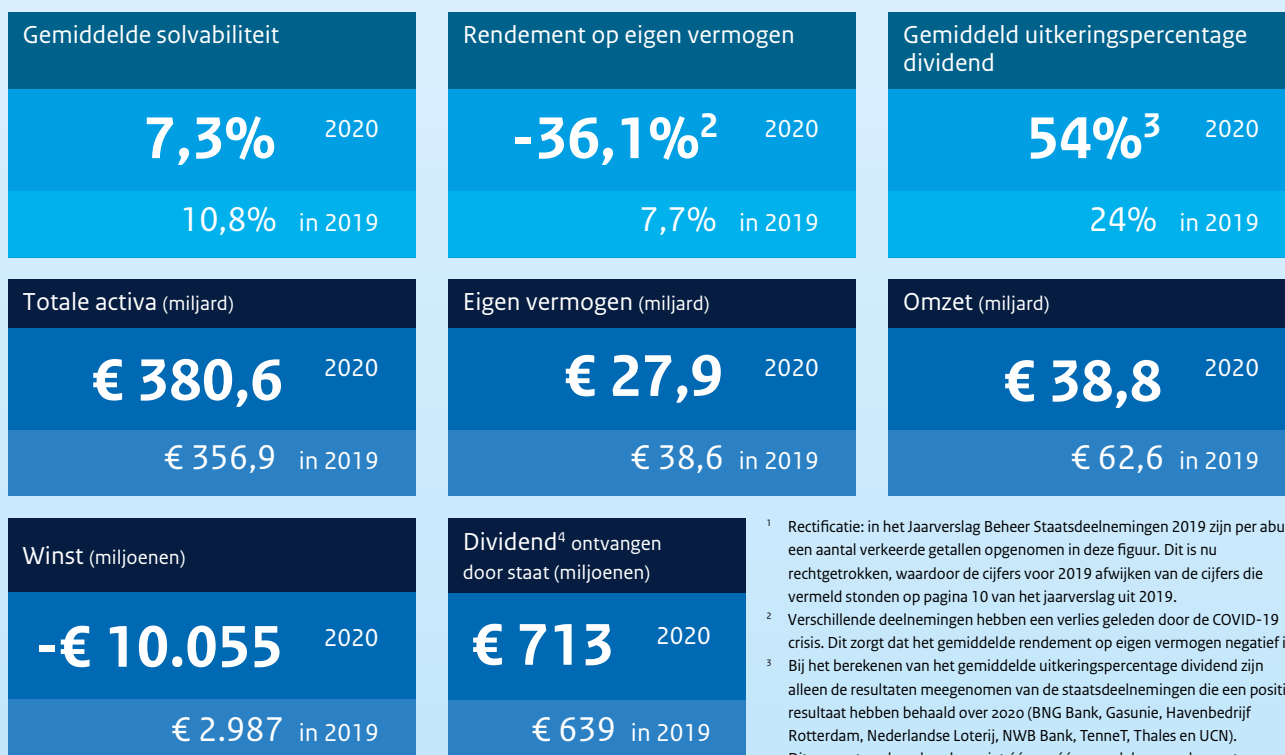 Gemiddelde solvabiliteit
7,3% 2020
10,8% in 2019
Rendement op eigen vermogen
-36,1%² 2020
7,7% in 2019
Gemiddeld uitkeringspercentage
dividend
54%³ 2020
24% in 2019
Totale activa (miljard)
€ 380,6 2020
€ 356,9 in 2019
Eigen vermogen (miljard)
€ 27,9 2020
€ 38,6 in 2019
Omzet (miljard)
€ 38,8 2020
€ 62,6 in 2019
Winst (miljoenen)
-€ 10.055 2020
€ 2.987 in 2019
Dividend⁴ ontvangen
door staat (miljoenen)
€ 713 2020
€ 639 in 2019
¹ Rectificatie: in het Jaarverslag Beheer Staatsdeelnemingen 2019 zijn per abu
een aantal verkeerde getallen opgenomen in deze figuur. Dit is nu
rechtgetrokken, waardoor de cijfers voor 2019 afwijken van de cijfers die
vermeld stonden op pagina 10 van het jaarverslag uit 2019.
² Verschillende deelnemingen hebben een verlies geleden door de COVID-19
crisis. Dit zorgt dat het gemiddelde rendement op eigen vermogen negatief i
³ Bij het berekenen van het gemiddelde uitkeringspercentage dividend zijn
alleen de resultaten meegenomen van de staatsdeelnemingen die een positi
resultaat hebben behaald over 2020 (BNG Bank, Gasunie, Havenbedrijf
Rotterdam, Nederlandse Loterij, NWB Bank, TenneT, Thales en UCN).